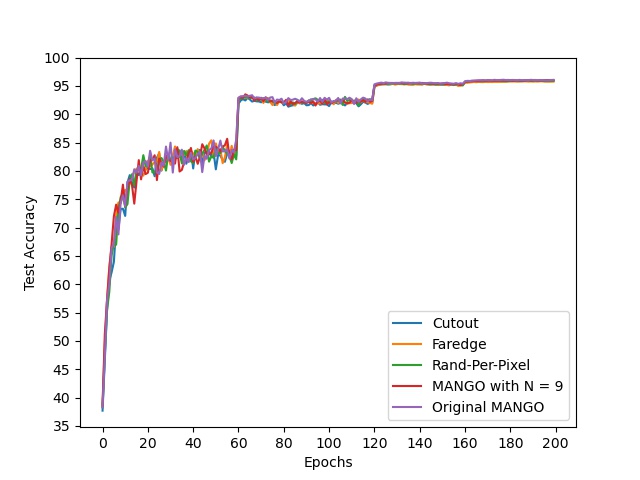 100
95
90
85
80
75
70
65
60
55
50
45
40
35
Test Accuracy
Cutout
Faredge
Rand-Per-Pixel
MANGO with N = 9
Original MANGO
0 20 40 60 80 100 120 140 160 180 200
Epochs